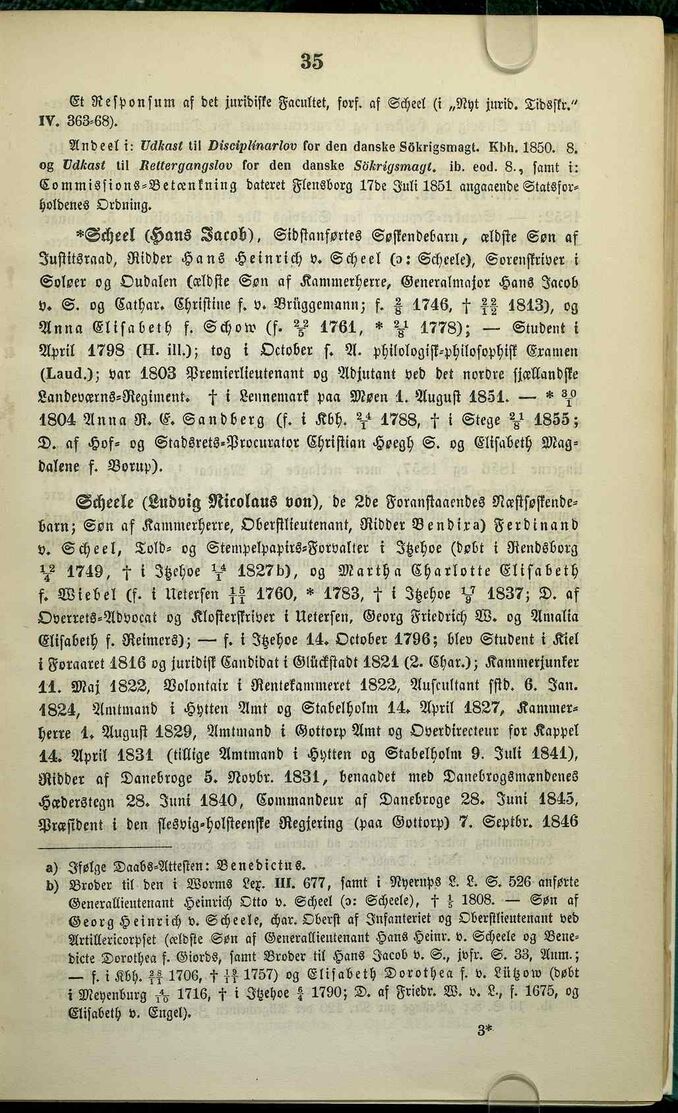 35
Et Responsum af det juridiske Facultet, forf. af Scheel (i „Nyt jurid. Tidsskr.“
IV. 363-68).
Andeel i: Udkast til Disciplinarlov for den danske Sökrigsmagt. Kbh. 1850. 8.
og Udkast til Rettergangslov for den danske Sökrigsmagt. ib. eod. 8., samt i:
Commissions-Betænkning dateret Flensborg 17de Juli 1851 angaaende Statsfor-
holdenes Ordning.
*Scheel (Hans Jacob), Sidstanførtes Søskendebarn, ældste Søn af
Justitsraad, Ridder Hans Heinrich v. Scheel (ɔ: Scheele), Sorenskriver i
Soløer og Oudalen (ældste Søn af Kammerherre, Generalmajor Hans Jacob
v. S. og Cathar. Christine f. v. Brüggemann; f. 2/8 1746, † 22/12 1813), og
Anna Elisabeth f. Schow (f. 22/5 1761, * 21/8 1778); — Student i
April 1798 (H. ill.); tog i October s. A. philologisk-philosophisk Examen
(Laud.); var 1803 Premierlieutenant og Adjutant ved det nordre sjællandske
Landeværns-Regiment. † i Lennemark paa Møen 1. August 1851. — * 30/1
1804 Anna R. E. Sandberg (f. i Kbh. 24/1 1788, † i Stege 21/8 1855;
D. af Hof- og Stadsrets-Procurator Christian Høegh S. og Elisabeth Mag-
dalene f. Borup).
Scheele (Ludvig Nicolaus von), de 2de Foranstaaendes Næstsøskende-
barn; Søn af Kammerherre, Oberstlieutenant, Ridder Bendix a) Ferdinand
v. Scheel, Told- og Stempelpapirs-Forvalter i Itzehoe (døbt i Rendsborg
12/4 1749, † i Itzehoe 14/4 1827b), og Martha Charlotte Elisabeth
f. Wiebel (f. i Uetersen 15/11 1760, * 1783, † i Itzehoe 17/7 1837; D. af
Overrets-Advocat og Klosterskriver i Uetersen, Georg Friedrich W. og Amalia
Elisabeth f. Reimers); — f. i Itzehoe 14. October 1796; blev Student i Kiel
i Foraaret 1816 og juridisk Candidat i Glückstadt 1821 (2. Char.); Kammerjunker
11. Maj 1822, Volontair i Rentekammeret 1822, Auscultant sstd. 6. Jan.
1824, Amtmand i Hytten Amt og Stabelholm 14. April 1827, Kammer-
herre 1. August 1829, Amtmand i Gottorp Amt og Overdirecteur for Kappel
14. April 1831 (tillige Amtmand i Hytten og Stabelholm 9. Juli 1841),
Ridder af Danebroge 5. Novbr. 1831, benaadet med Danebrogsmændenes
Hæderstegn 28. Juni 1840, Commandeur af Danebroge 28. Juni 1845,
Præsident i den slesvig-holsteenske Regjering (paa Gottorp) 7. Septbr. 1846
a) Ifølge Daabs-Attesten: Benedictus.
b) Broder til den i Worms Lex. III. 677, samt i Nyerups L. L. S. 526 anførte
Generallieutenant Heinrich Otto v. Scheel (ɔ: Scheele), † 1808. — Søn af
Georg Heinrich v. Scheele, char. Oberst af Infanteriet og Oberstlieutenant ved
Artillericorpset (ældste Søn af Generallieutenant Hans Heinr. v. Scheele og Bene-
dicte Dorothea f. Giords, samt Broder til Hans Jacob v. S., jvfr. S. 33, Anm.;
— f. i Kbh. 1706, † 1757) og Elisabeth Dorothea f. v. Lützow (døbt
i Meyenburg 1716, † i Itzehoe 1790; D. af Friedr. W. v. L., f. 1675, og
Elisabeth v. Engel).
3*